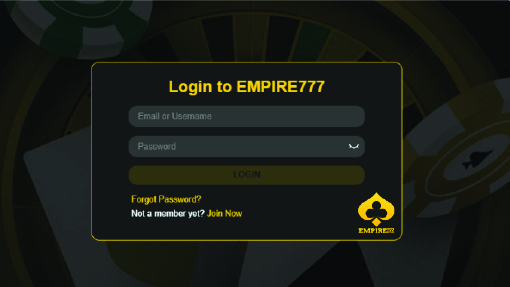 Login to EMPIRE777
Email or Username
Password
LOGIN
Forgot Password?
Not a member yet? Join Now
EMPIRE777